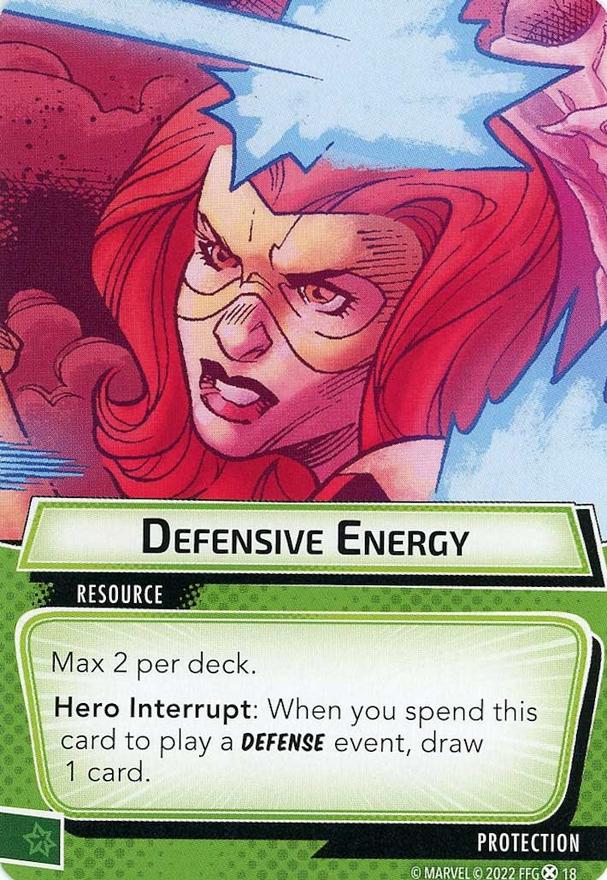 DEFENSIVE ENERGY
RESOURCE
Max 2 per deck.
Hero Interrupt: When you spend this
card to play a DEFENSE event, draw
1 card.
PROTECTION
© MARVEL © 2022 FFG 18